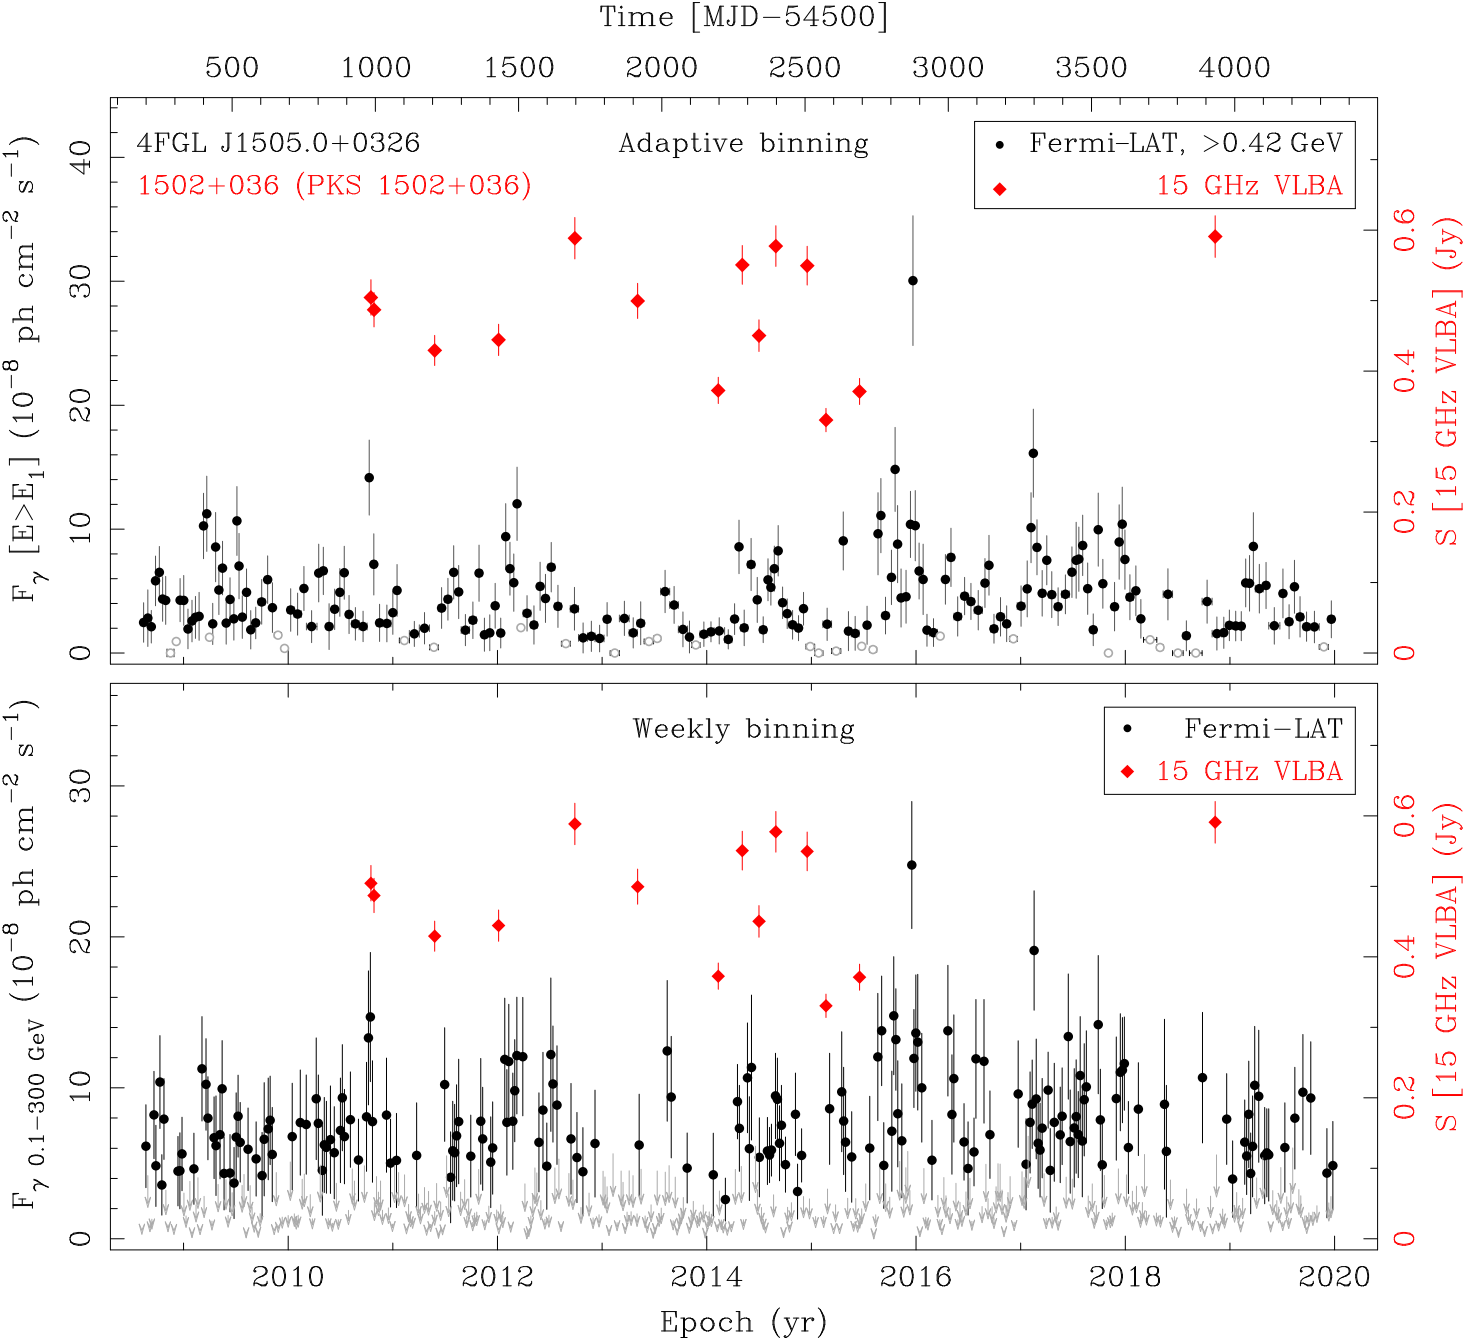 Time [MJD−54500]
500 1000 1500 2000 2500 3000 3500 4000
4FGL J1505.0+0326
1502+036 (PKS 1502+036)
Adaptive binning
Fermi−LAT, >0.42 GeV
15 GHz VLBA
F γ [E>E1] (10−8 ph cm−2 s−1)
0 10 20 30 40
S [15 GHz VLBA] (Jy)
0 0.2 0.4 0.6
Weekly binning
Fermi−LAT
15 GHz VLBA
F γ 0.1−300 GeV (10−8 ph cm−2 s−1)
0 10 20 30
S [15 GHz VLBA] (Jy)
0 0.2 0.4 0.6
2010 2012 2014 2016 2018 2020
Epoch (yr)